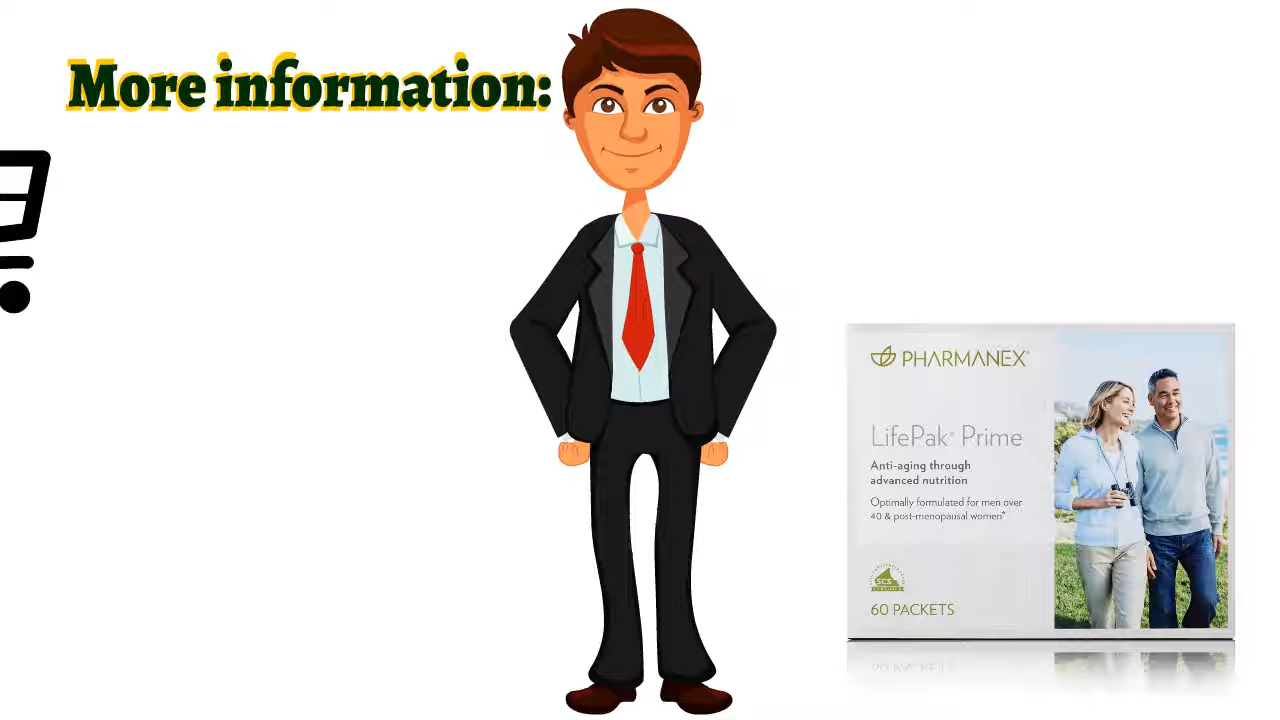 More information:
PHARMANEX®
LifePak® Prime
Anti-aging through
advanced nutrition
Optimally formulated for men over
40 & post-menopausal women*
SCS
60 PACKETS